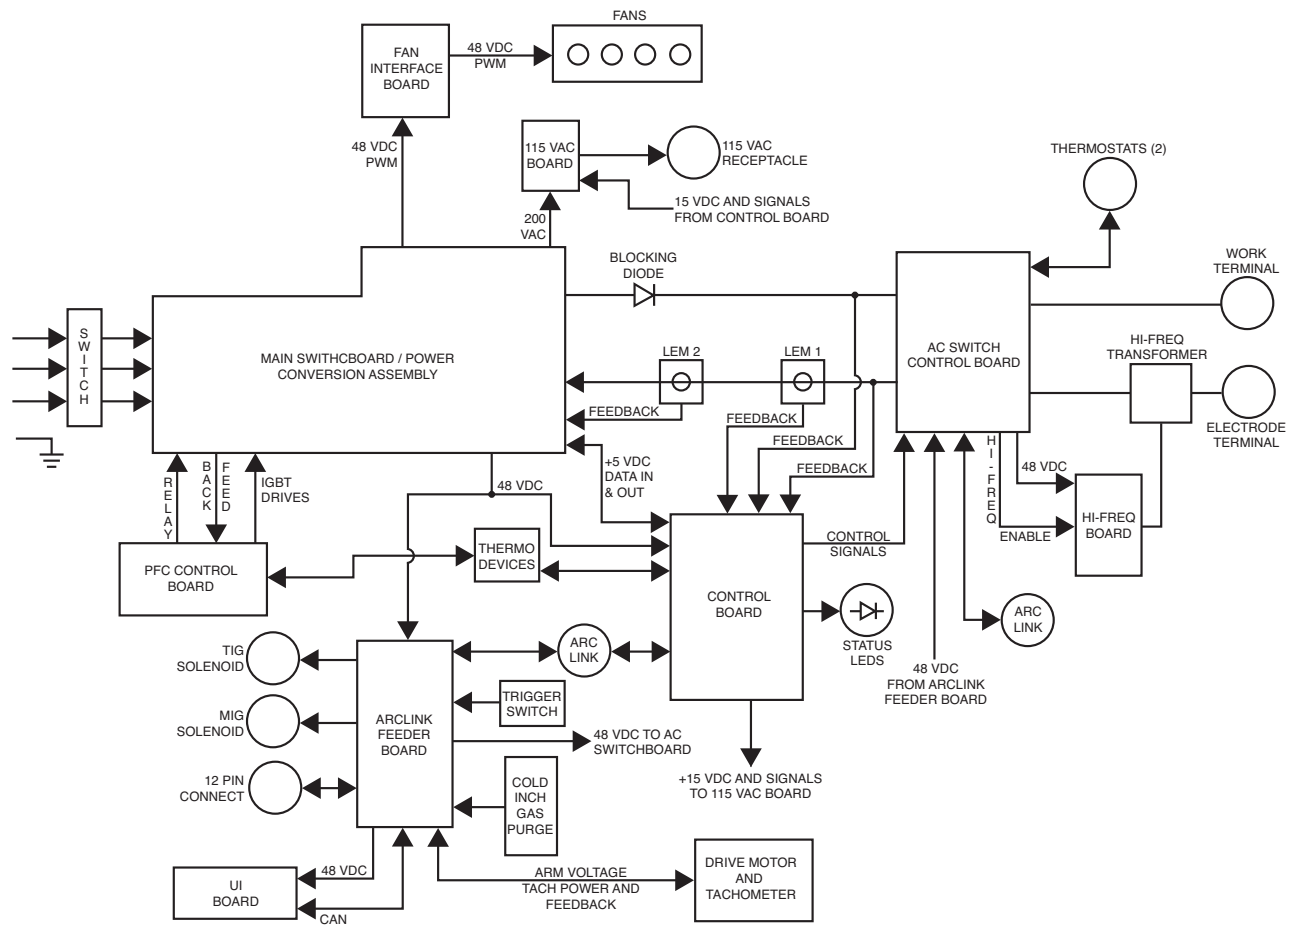 FANS
FAN
INTERFACE
BOARD
48 VDC
PWM
48 VDC
PWM
115 VAC
BOARD
115 VAC
RECEPTACLE
15 VDC AND SIGNALS
FROM CONTROL BOARD
200
VAC
THERMOSTATS (2)
BLOCKING
DIODE
WORK
TERMINAL
SWITCH
MAIN SWITHCBOARD / POWER
CONVERSION ASSEMBLY
LEM 2
LEM 1
AC SWITCH
CONTROL BOARD
HI-FREQ
TRANSFORMER
ELECTRODE
TERMINAL
FEEDBACK
FEEDBACK
FEEDBACK
FEEDBACK
+5 VDC
DATA IN
& OUT
RELAY
BACK
FEED
IGBT
DRIVES
48 VDC
HI-FREQ
48 VDC
ENABLE
HI-FREQ
BOARD
PFC CONTROL
BOARD
THERMO
DEVICES
CONTROL
BOARD
CONTROL
SIGNALS
STATUS
LEDS
ARC
LINK
48 VDC
FROM ARCLINK
FEEDER BOARD
TIG
SOLENOID
MIG
SOLENOID
12 PIN
CONNECT
ARCLINK
FEEDER
BOARD
ARC
LINK
TRIGGER
SWITCH
48 VDC TO AC
SWITCHBOARD
COLD
INCH
GAS
PURGE
+15 VDC AND SIGNALS
TO 115 VAC BOARD
UI
BOARD
48 VDC
CAN
ARM VOLTAGE
TACH POWER AND
FEEDBACK
DRIVE MOTOR
AND
TACHOMETER